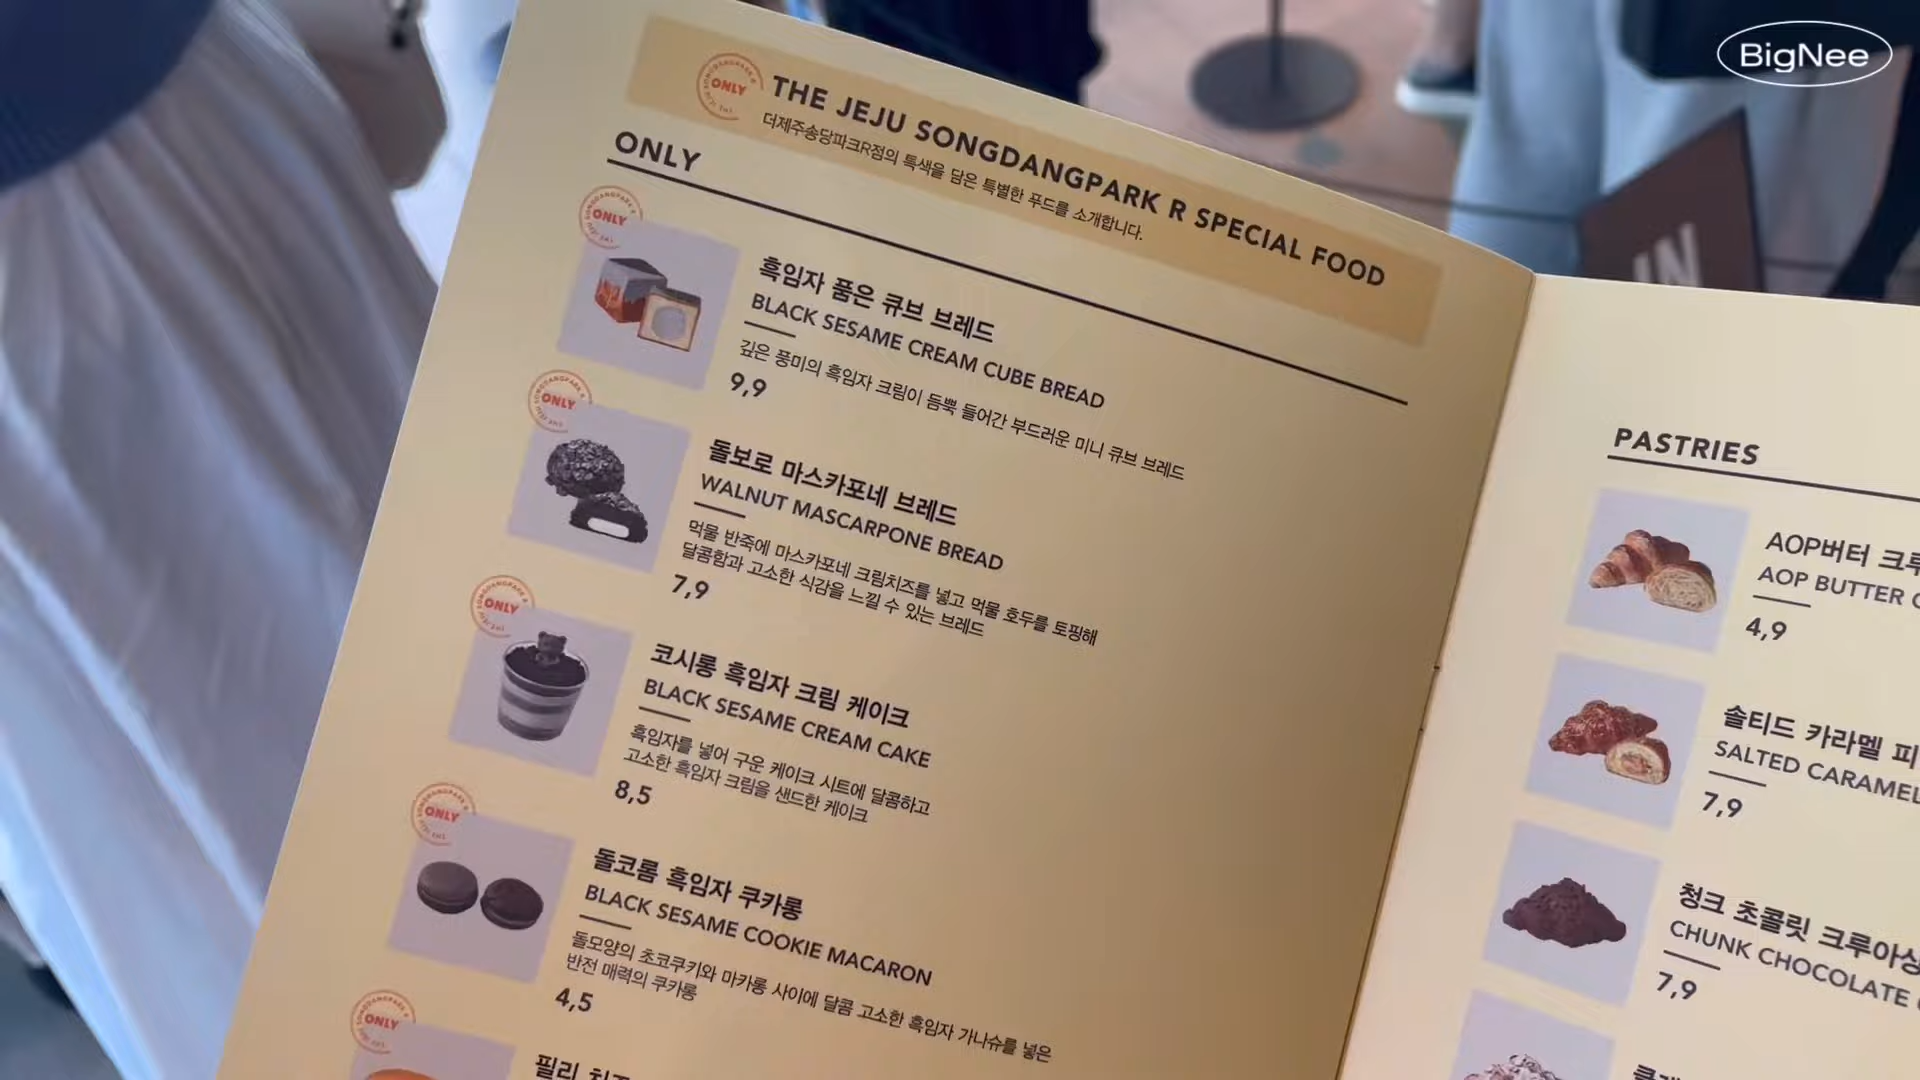 BigNee
ONLY
THE JEJU SONGDANGPARK R SPECIAL FOOD
더제주송당파크R점의 특색을 담은 특별한 푸드를 소개합니다.
ONLY
ONLY
흑임자 품은 큐브 브레드
BLACK SESAME CREAM CUBE BREAD
깊은 풍미의 흑임자 크림이 듬뿍 들어간 부드러운 미니 큐브 브레드
9,9
ONLY
돌보로 마스카포네 브레드
WALNUT MASCARPONE BREAD
먹물 반죽에 마스카포네 크림치즈를 넣고 먹물 호두를 토핑해
달콤함과 고소한 식감을 느낄 수 있는 브레드
7,9
ONLY
코시롱 흑임자 크림 케이크
BLACK SESAME CREAM CAKE
흑임자를 넣어 구운 케이크 시트에 달콤하고
고소한 흑임자 크림을 샌드한 케이크
8,5
ONLY
돌코롬 흑임자 쿠카롱
BLACK SESAME COOKIE MACARON
돌모양의 초코쿠키와 마카롱 사이에 달콤 고소한 흑임자 가나슈를 넣은
반전 매력의 쿠카롱
4,5
ONLY
필리
PASTRIES
AOP버터 크루
AOP BUTTER
4,9
솔티드 카라멜
SALTED CARAMEL
7,9
청크 초콜릿 크루아상
CHUNK CHOCOLATE
7,9
IN